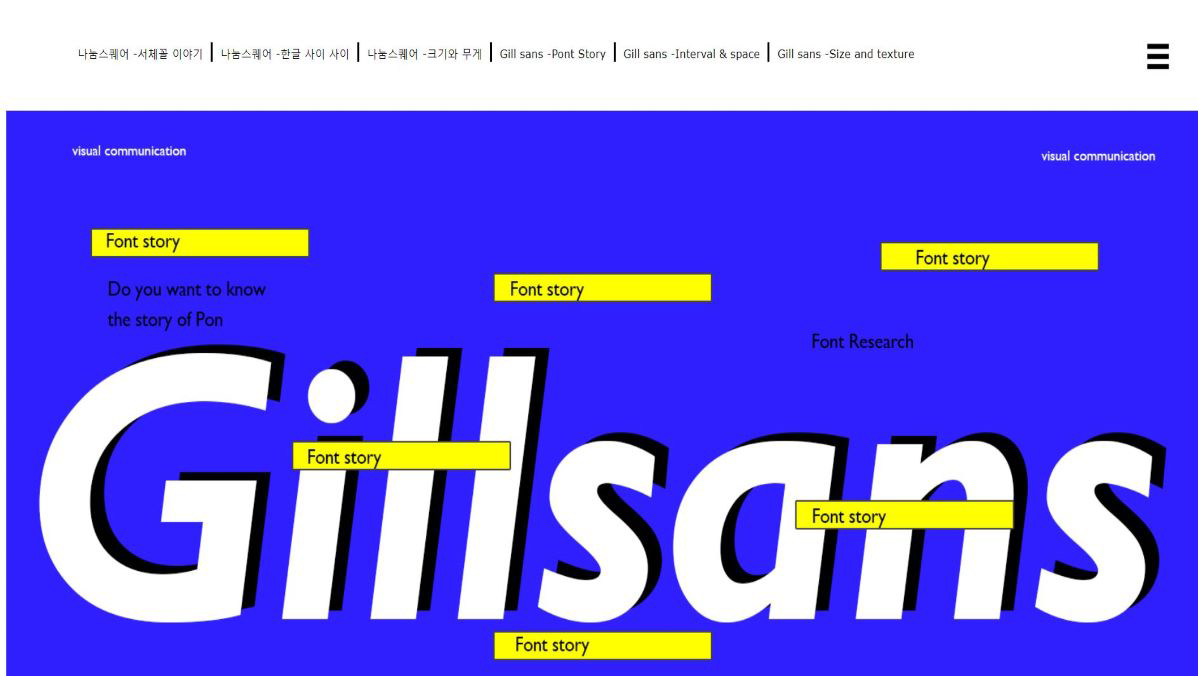 나눔스퀘어 -서체꼴 이야기 | 나눔스퀘어 -한글 사이 사이 | 나눔스퀘어 -크기와 무게 | Gill sans -Pont Story | Gill sans -Interval & space | Gill sans -Size and texture
visual communication
visual communication
Font story
Font story
Do you want to know
the story of Pon
Font story
Font Research
Gillsans
Font story
Font story
Font story